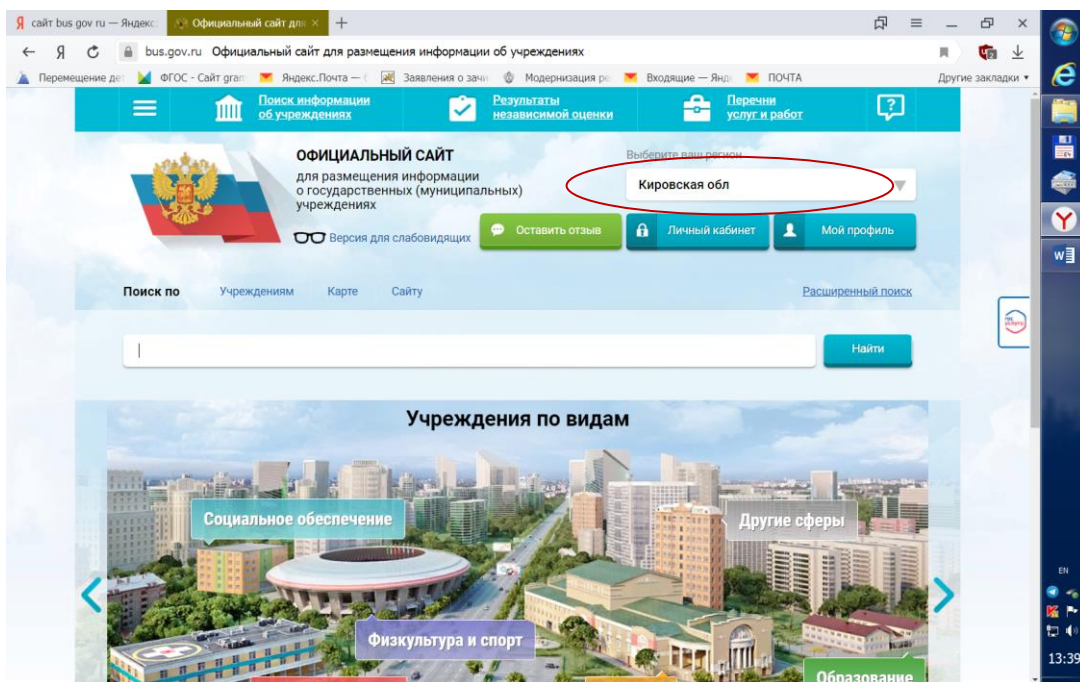 Я сайт bus gov ru — Яндекс:
Официальный сайт для
bus.gov.ru Официальный сайт для размещения информации об учреждениях
Перемещение дет
ФГОС - Сайт gram
Яндекс.Почта — (
Заявления о зачи
Модернизация ре
Входящие — Янд
ПОЧТА
Другие закладки
Поиск информации
об учреждениях
Результаты
независимой оценки
Перечни
услуг и работ
ОФИЦИАЛЬНЫЙ САЙТ
для размещения информации
о государственных (муниципальных)
учреждениях
Версия для слабовидящих
Выберите ваш регион
Кировская обл
Оставить отзыв
Личный кабинет
Мой профиль
Поиск по
Учреждениям
Карте
Сайту
Расширенный поиск
Найти
Учреждения по видам
Социальное обеспечение
Другие сферы
Физкультура и спорт
Образование
EN
13:39